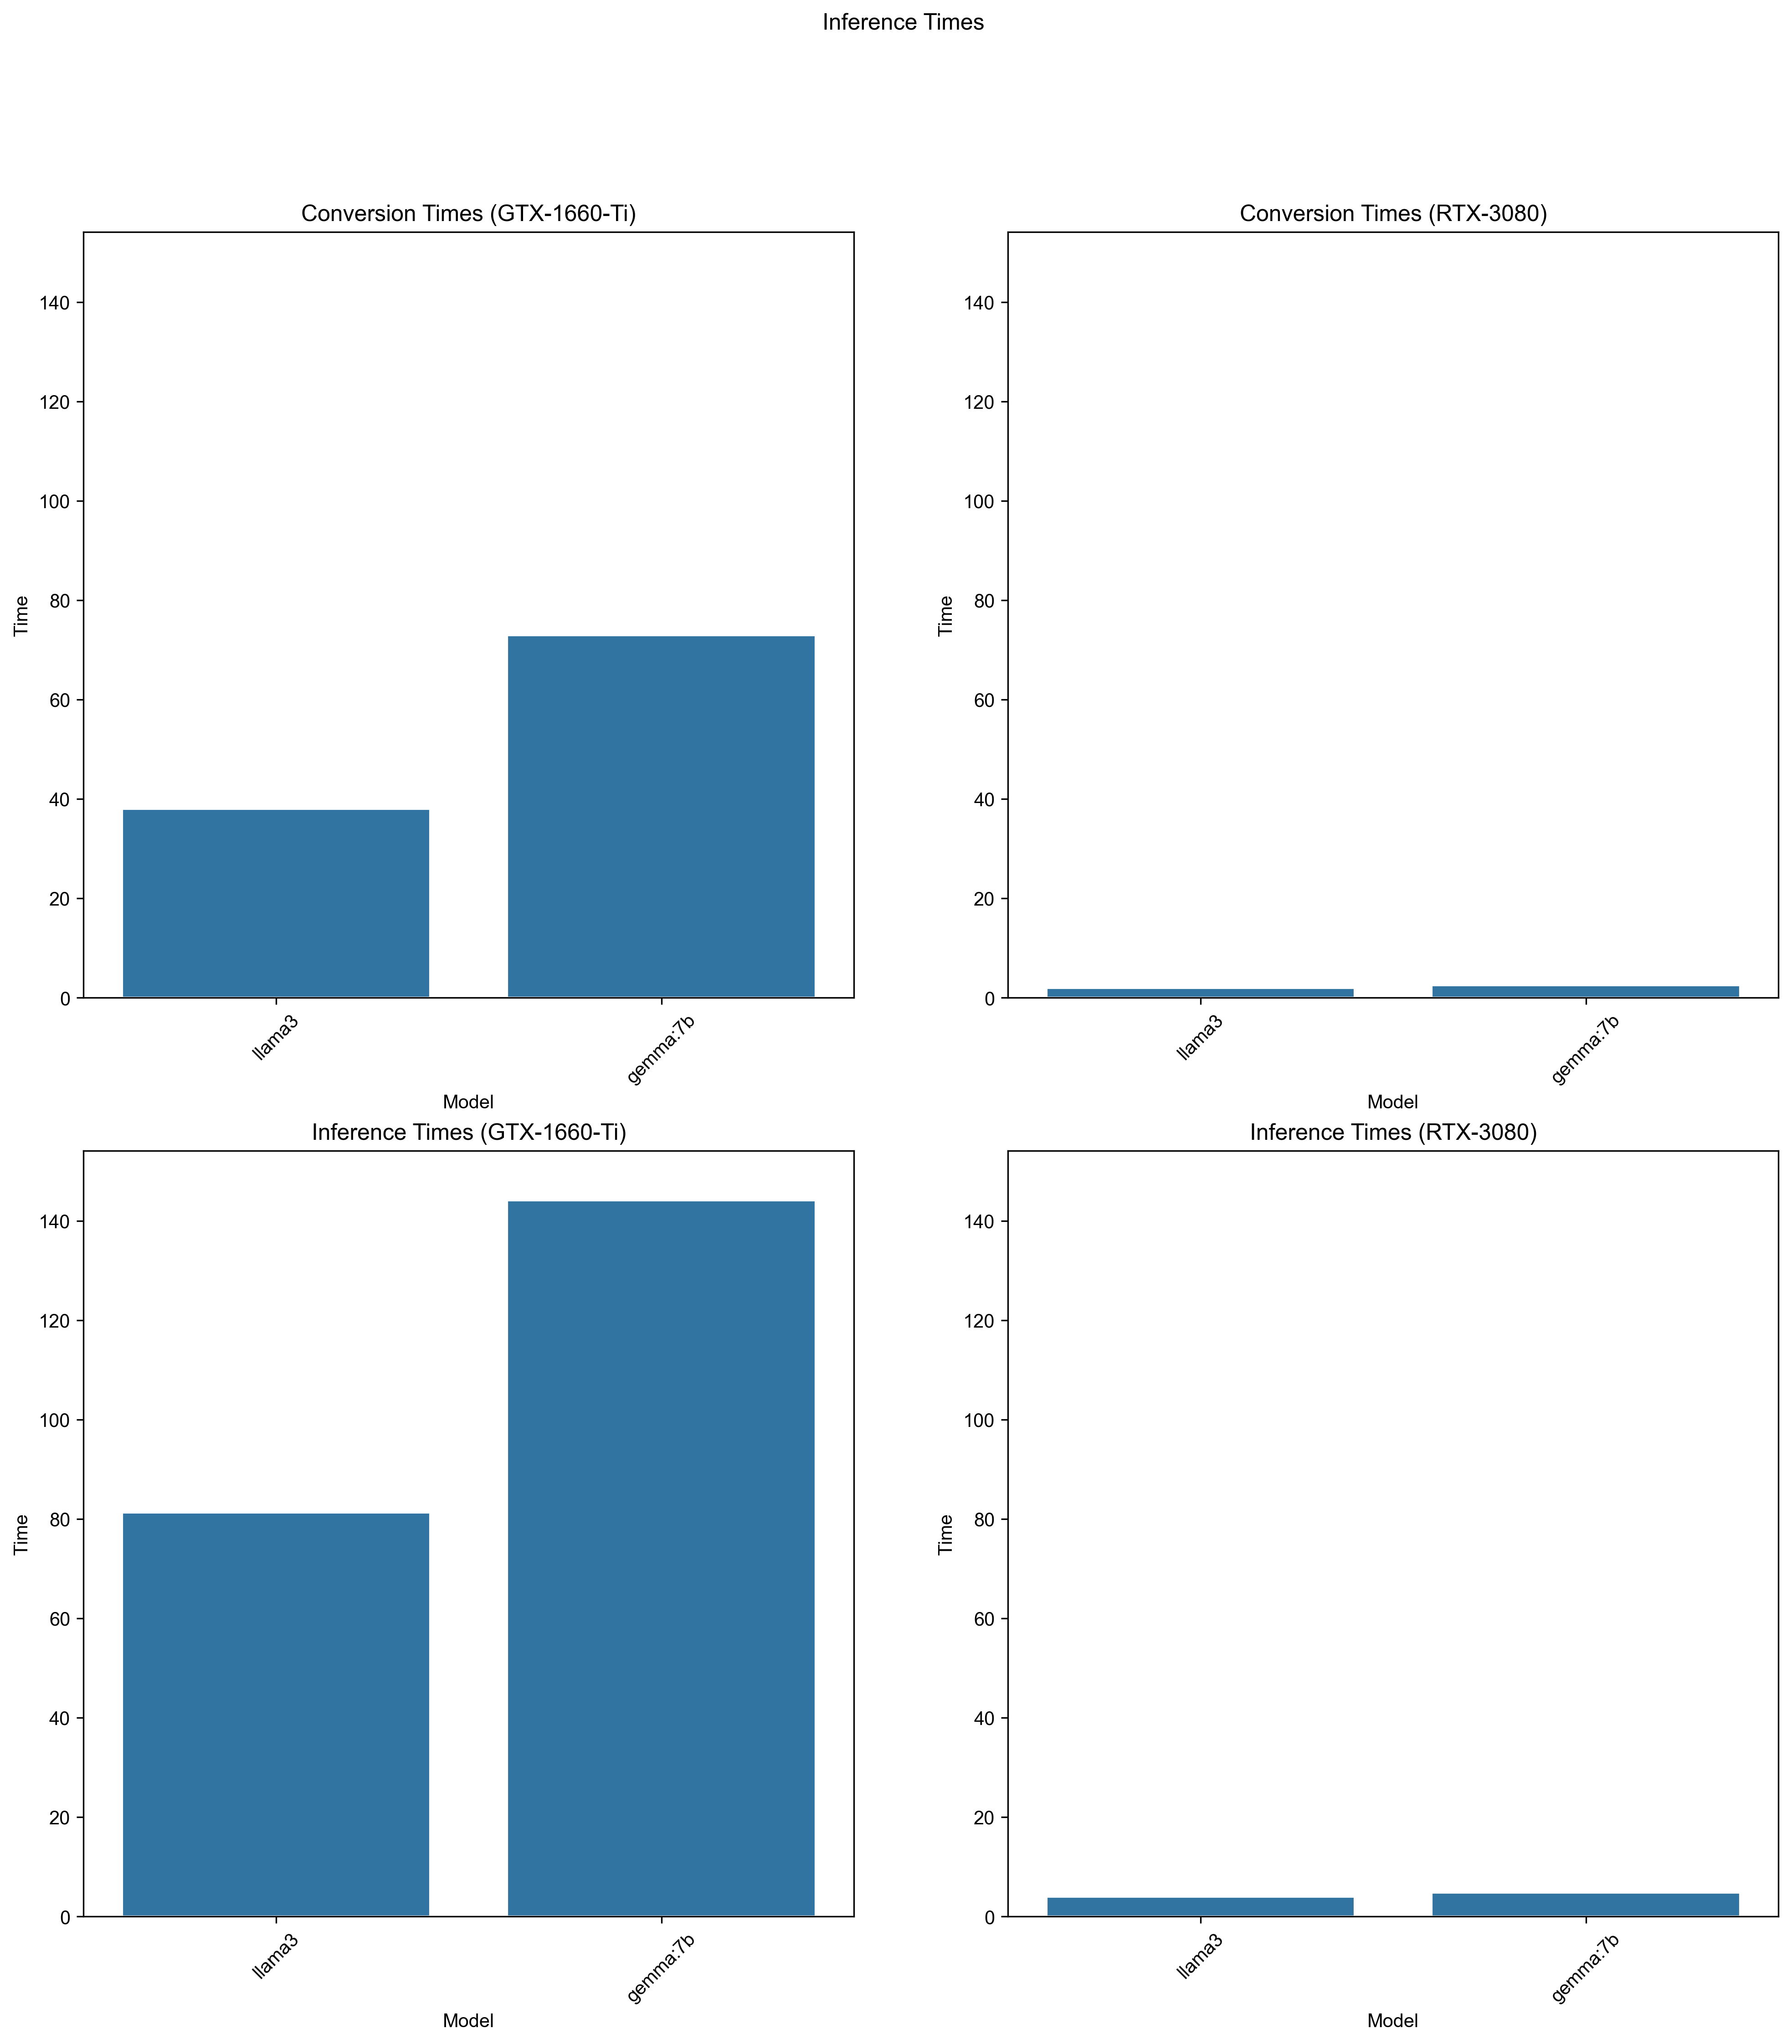 Inference Times
Conversion Times (GTX-1660-Ti)
140
120
100
80
60
40
20
0
Time
llama3
gemma:7b
Model
Conversion Times (RTX-3080)
140
120
100
80
60
40
20
0
Time
llama3
gemma:7b
Model
Inference Times (GTX-1660-Ti)
140
120
100
80
60
40
20
0
Time
llama3
gemma:7b
Model
Inference Times (RTX-3080)
140
120
100
80
60
40
20
0
Time
llama3
gemma:7b
Model